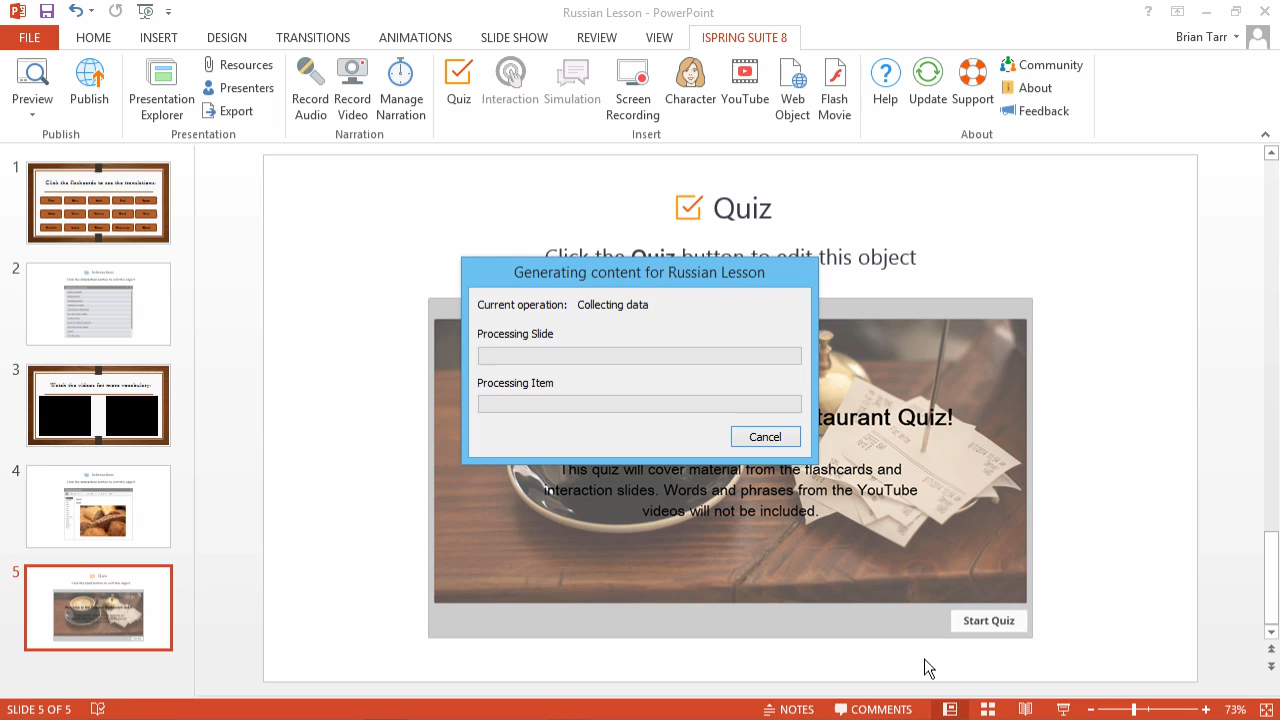 Russian Lesson - PowerPoint
FILE HOME INSERT DESIGN TRANSITIONS ANIMATIONS SLIDE SHOW REVIEW VIEW ISPRING SUITE 8 Brian Tarr
Preview Publish Presentation Explorer Resources Presenters Export Record Audio Record Video Manage Narration Quiz Interaction Simulation Screen Recording Character YouTube Web Object Flash Movie Help Update Support Community About Feedback
Publish Presentation Narration Insert About
1
Click the flashcards to see the translations:
2
3
Watch the videos for more vocabulary:
4
5
Quiz
Click the Quiz button to edit this object
Generating content for Russian Lesson
Current operation: Collecting data
Processing Slide
Processing Item
Cancel
taurant Quiz!
This quiz will cover material from the flashcards and
interaction slides. Words and phrases from the YouTube
videos will not be included.
Start Quiz
SLIDE 5 OF 5 NOTES COMMENTS 73%